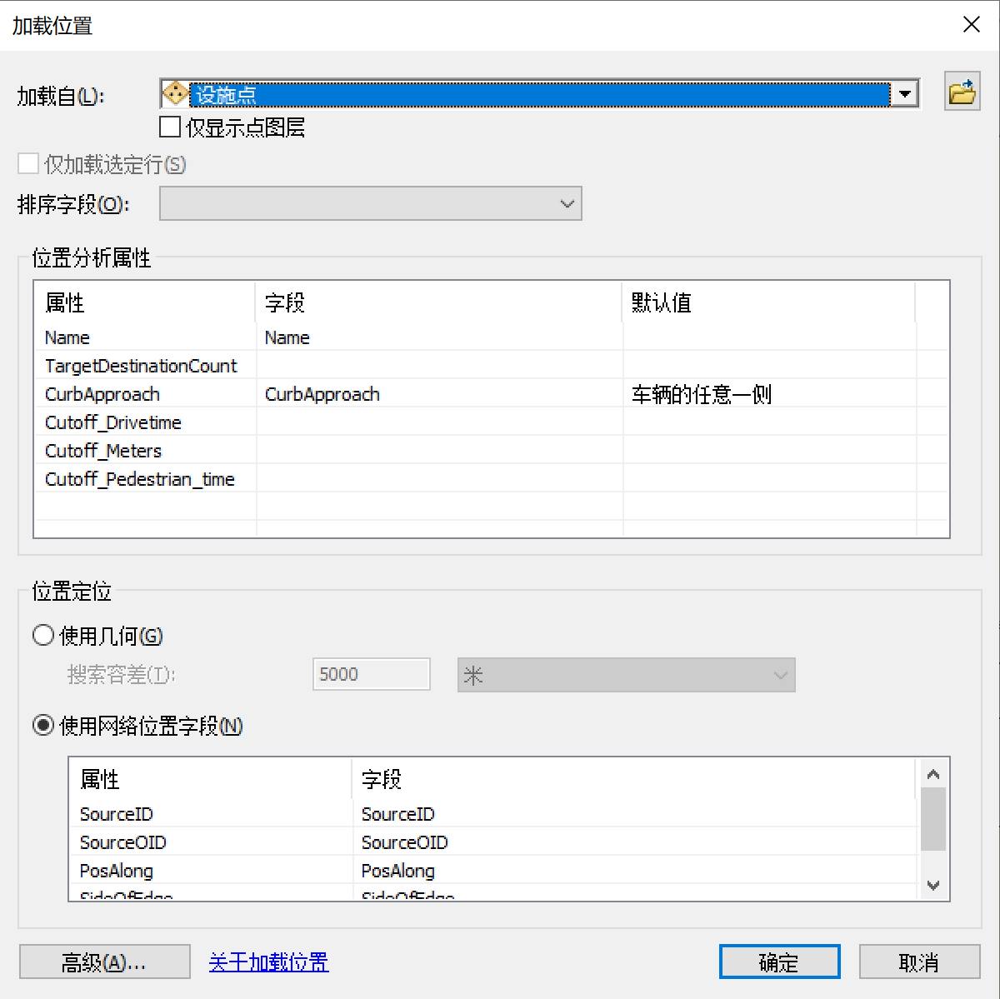 加载位置
加载自(L): 设施点
仅显示点图层
仅加载选定行(S)
排序字段(O):
位置分析属性
属性 字段 默认值
Name Name
TargetDestinationCount
CurbApproach CurbApproach 车辆的任意一侧
Cutoff_Drivetime
Cutoff_Meters
Cutoff_Pedestrian_time
位置定位
使用几何(G)
搜索容差(T): 5000 米
使用网络位置字段(N)
属性 字段
SourceID SourceID
SourceOID SourceOID
PosAlong PosAlong
SideOfEdge SideOfEdge
高级(A)... 关于加载位置 确定 取消